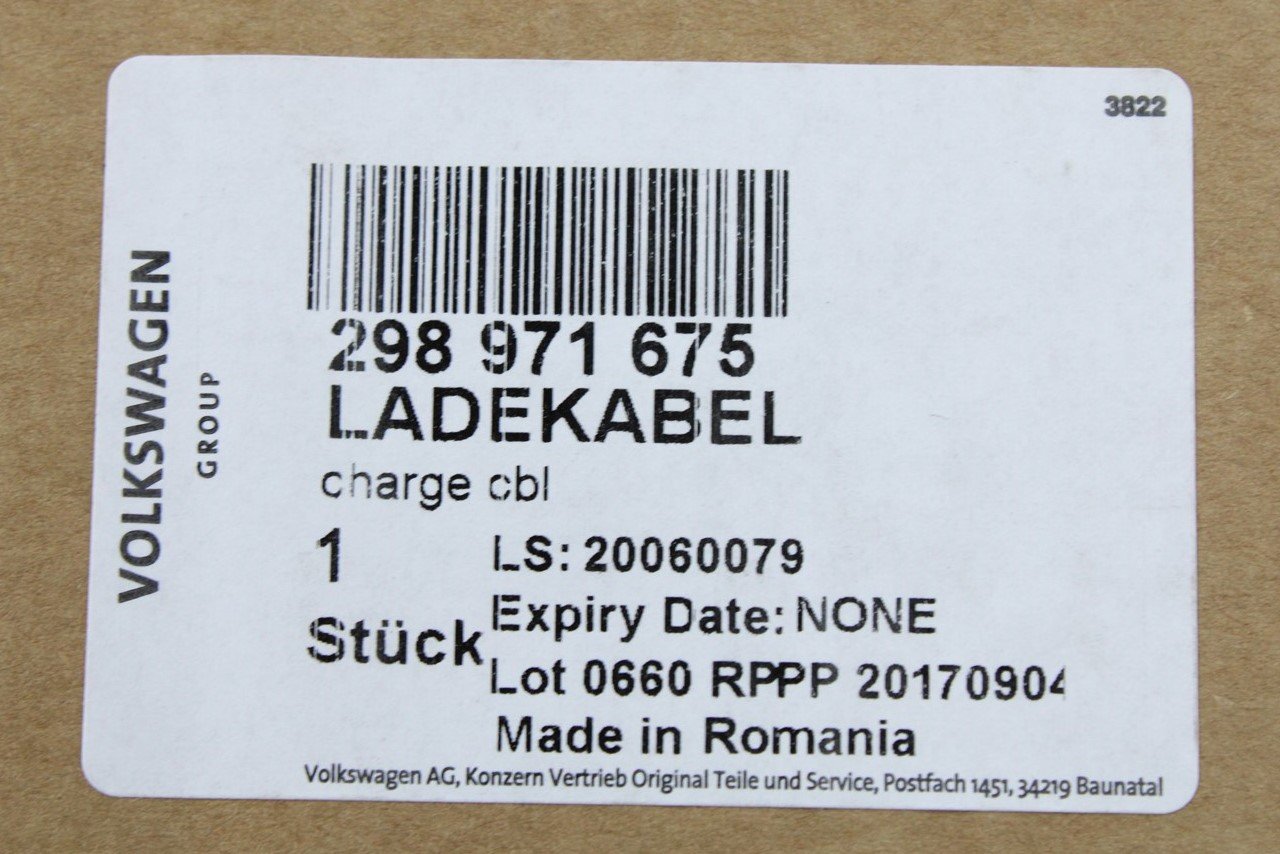 3822
VOLKSWAGEN
GROUP
298 971 675
LADEKABEL
charge cbl
1
Stück
LS: 20060079
Expiry Date: NONE
Lot 0660 RPPP 20170904
Made in Romania
Volkswagen AG, Konzern Vertrieb Original Teile und Service, Postfach 1451, 34219 Baunatal